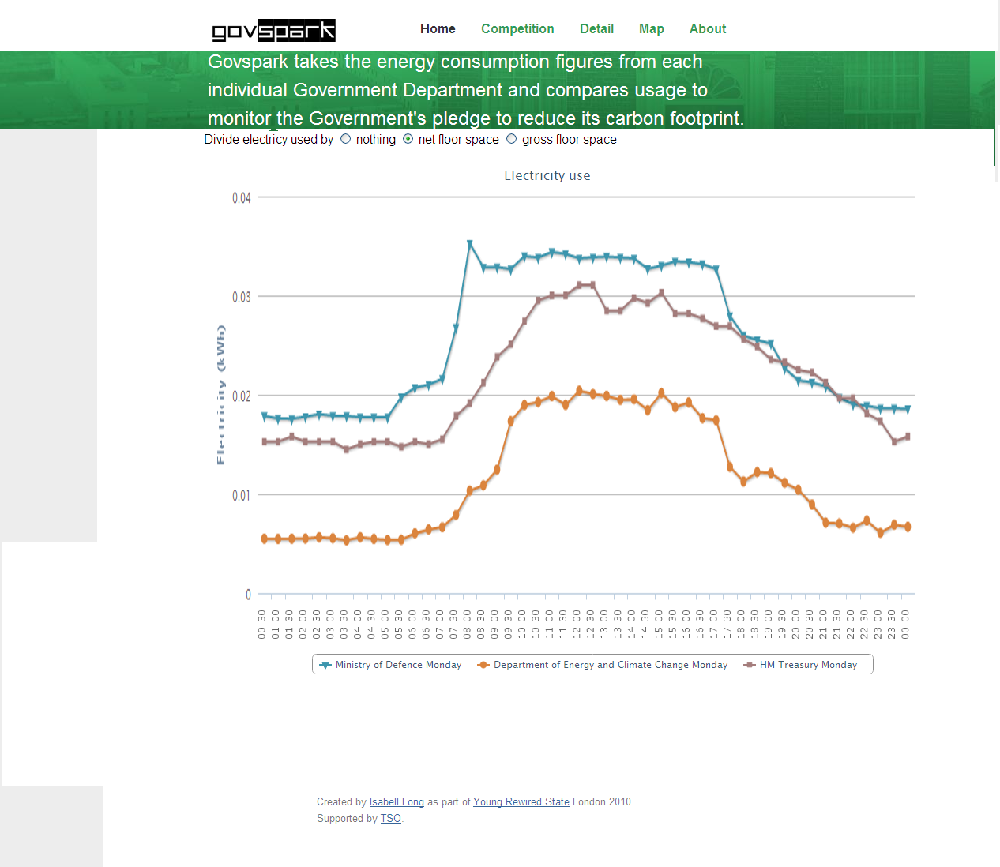 govspark
Home Competition Detail Map About
Govspark takes the energy consumption figures from each
individual Government Department and compares usage to
monitor the Government's pledge to reduce its carbon footprint.
Divide electricy used by nothing net floor space gross floor space
Electricity use
0.04
0.03
0.02
0.01
0
Electricity (kWh)
00:30 01:00 01:30 02:00 02:30 03:00 03:30 04:00 04:30 05:00 05:30 06:00 06:30 07:00 07:30 08:00 08:30 09:00 09:30 10:00 10:30 11:00 11:30 12:00 12:30 13:00 13:30 14:00 14:30 15:00 15:30 16:00 16:30 17:00 17:30 18:00 18:30 19:00 19:30 20:00 20:30 21:00 21:30 22:00 22:30 23:00 23:30 00:00
Ministry of Defence Monday Department of Energy and Climate Change Monday HM Treasury Monday
Created by Isabell Long as part of Young Rewired State London 2010.
Supported by TSO.